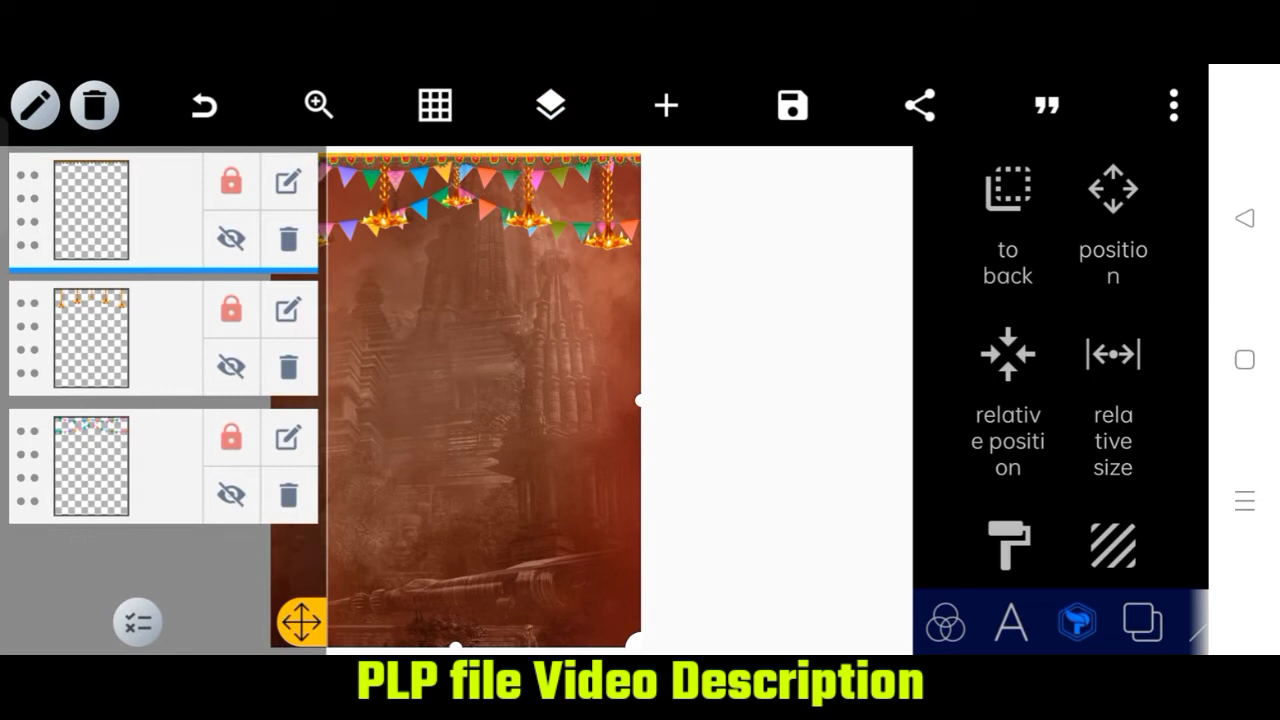 to
back
positio
n
relativ
e positi
on
rela
tive
size
PLP file Video Description